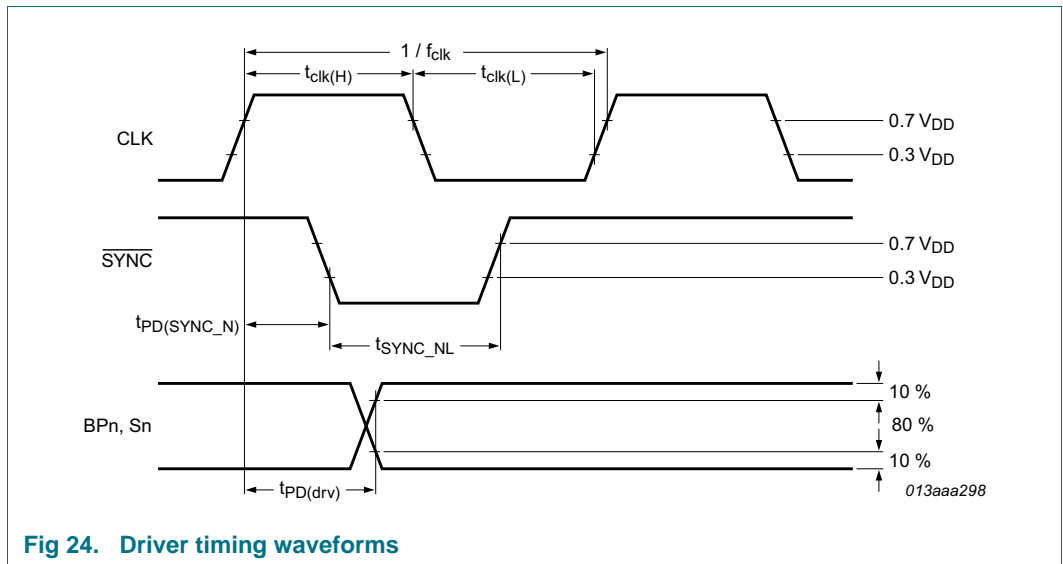 1 / fclk
tclk(H)
tclk(L)
0.7 VDD
CLK
0.3 VDD
SYNC
0.7 VDD
0.3 VDD
tPD(SYNC_N)
tSYNC_NL
10 %
BPn, Sn
80 %
10 %
tPD(drv)
013aaa298
Fig 24. Driver timing waveforms